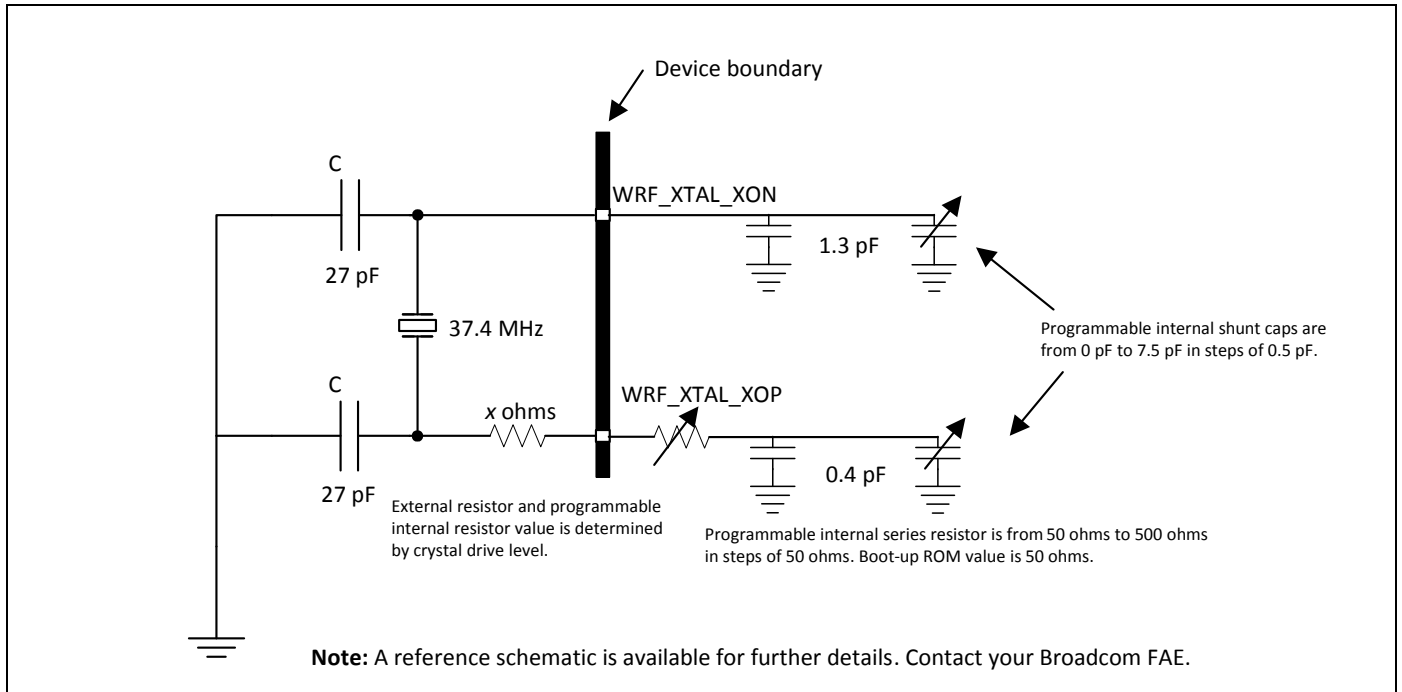 Device boundary
C
WRF_XTAL_XON
1.3 pF
27 pF
37.4 MHz
Programmable internal shunt caps are
from 0 pF to 7.5 pF in steps of 0.5 pF.
C
x ohms
WRF_XTAL_XOP
27 pF
0.4 pF
External resistor and programmable
internal resistor value is determined
by crystal drive level.
Programmable internal series resistor is from 50 ohms to 500 ohms
in steps of 50 ohms. Boot-up ROM value is 50 ohms.
Note: A reference schematic is available for further details. Contact your Broadcom FAE.